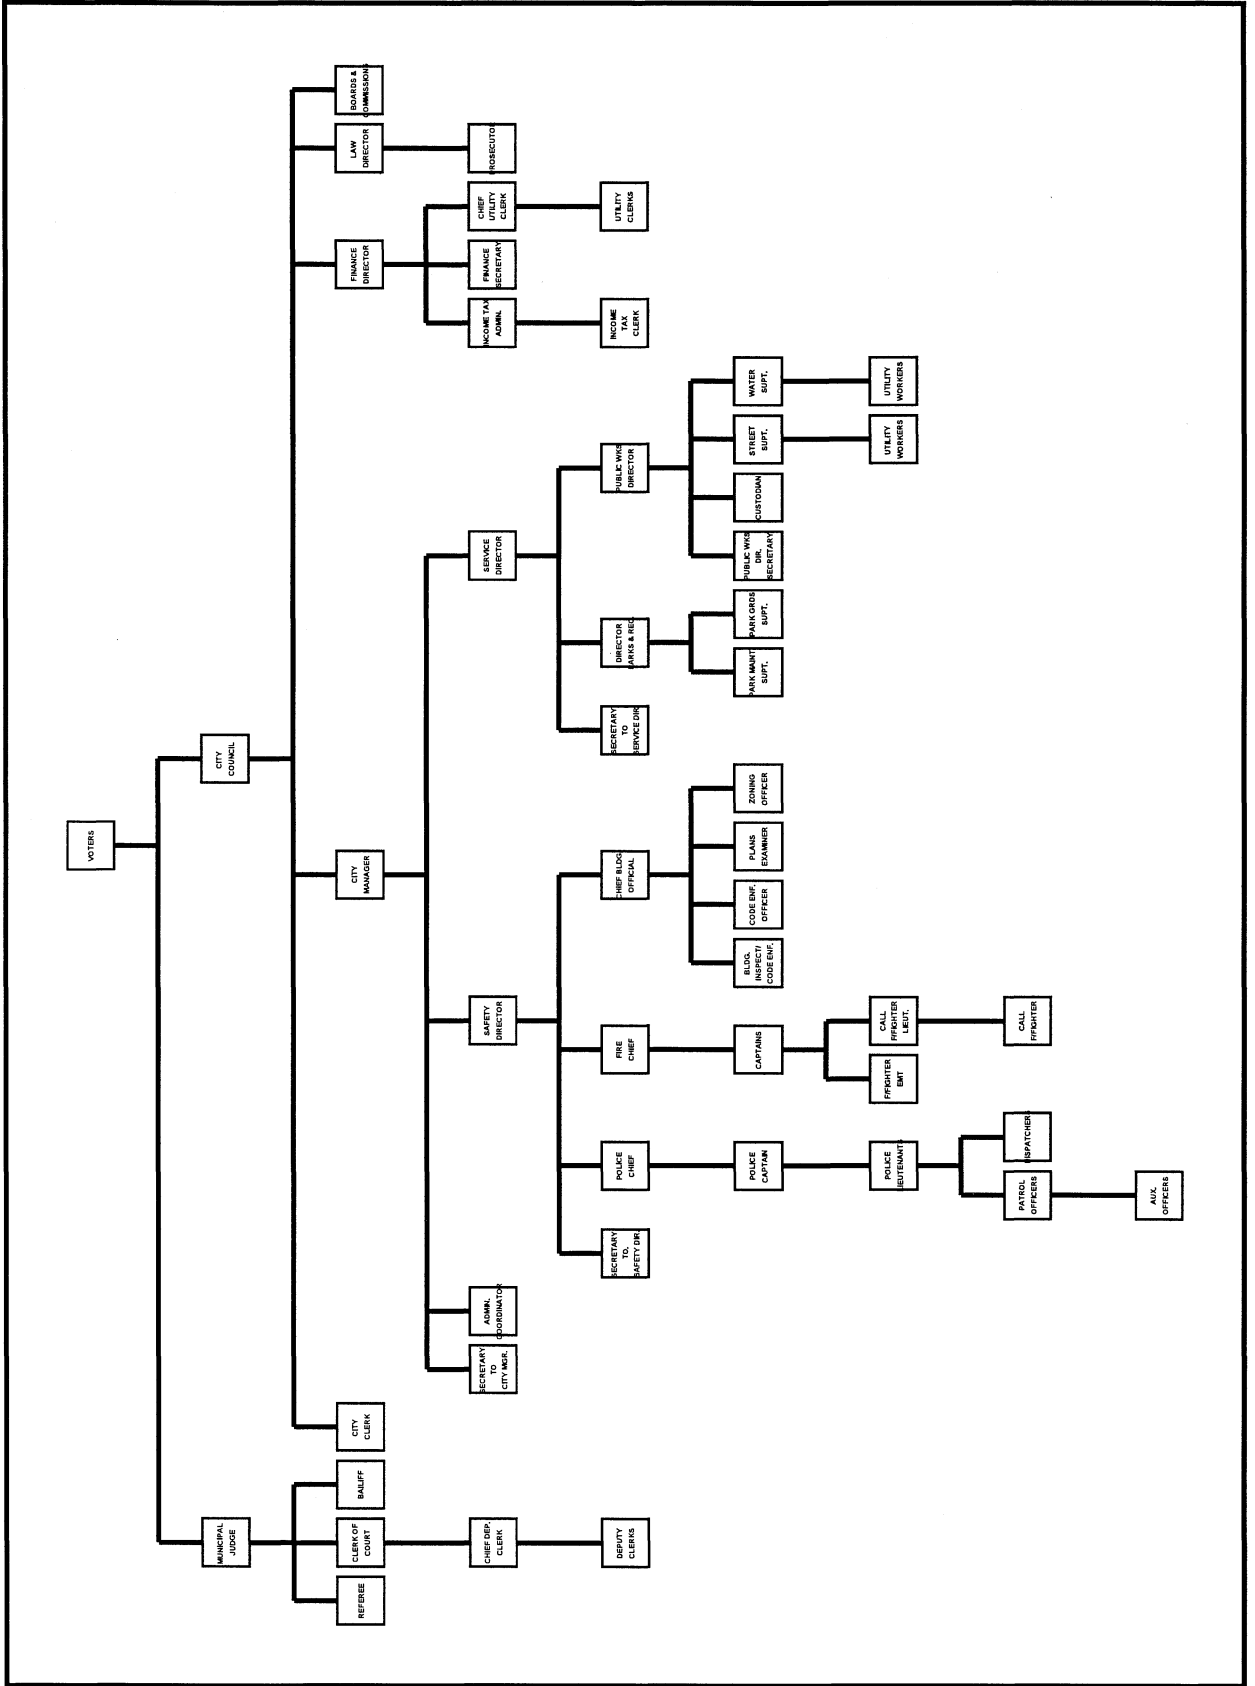 VOTERS
MUNICIPAL
JUDGE
CITY
COUNCIL
REFEREE
CLERK OF
COURT
BAILIFF
CITY
CLERK
CITY
MANAGER
FINANCE
DIRECTOR
LAW
DIRECTOR
BOARDS &
COMMISSIONS
CHIEF DEP.
CLERK
SECRETARY
TO
CITY MGR.
ADMIN.
COORDINATOR
SAFETY
DIRECTOR
SERVICE
DIRECTOR
INCOME TAX
ADMIN.
FINANCE
SECRETARY
CHIEF
UTILITY
CLERK
PROSECUTOR
DEPUTY
CLERKS
SECRETARY
TO.
SAFETY DIR.
POLICE
CHIEF
FIRE
CHIEF
CHIEF BLDG
OFFICIAL
SECRETARY
TO
SERVICE DIR
DIRECTOR
PARKS & REC.
PUBLIC WKS
DIRECTOR
INCOME
TAX
CLERK
UTILITY
CLERKS
POLICE
CAPTAIN
CAPTAINS
BLDG.
INSPECT/
CODE ENF.
CODE ENF.
OFFICER
PLANS
EXAMINER
ZONING
OFFICER
PARK MAINT
SUPT.
PARK GRDS
SUPT.
PUBLIC WKS
DIR.
SECRETARY
CUSTODIAN
STREET
SUPT.
WATER
SUPT.
POLICE
LIEUTENANTS
F/FIGHTER
EMT
CALL
F/FIGHTER
LIEUT.
UTILITY
WORKERS
UTILITY
WORKERS
PATROL
OFFICERS
DISPATCHERS
CALL
F/FIGHTER
AUX.
OFFICERS